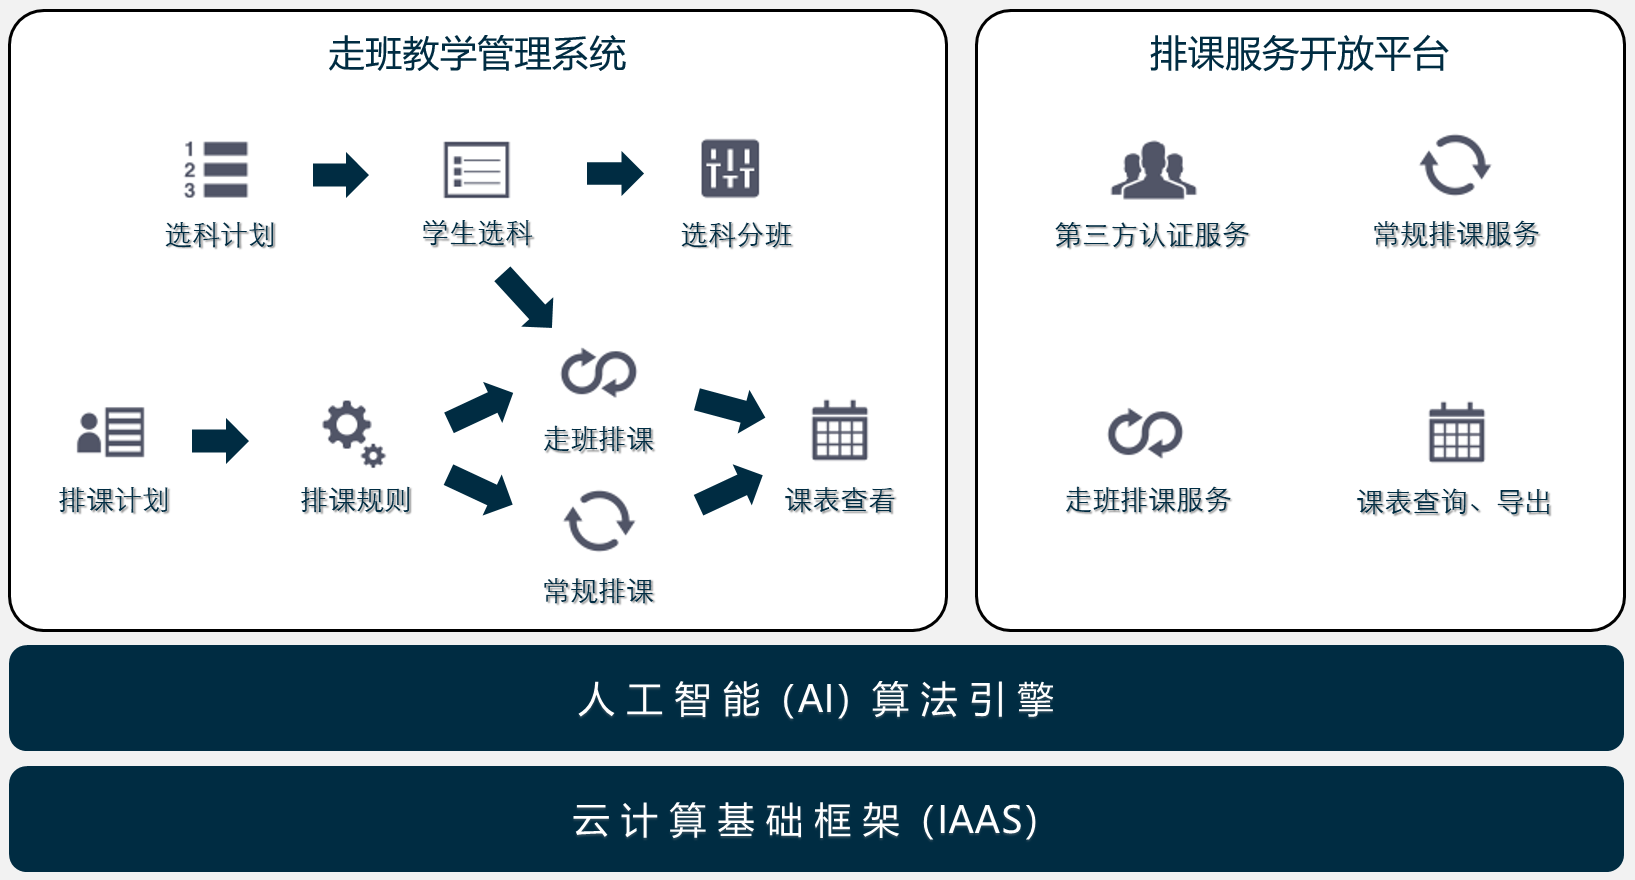 走班教学管理系统
1
2
3
选科计划
学生选科
选科分班
排课计划
排课规则
走班排课
常规排课
课表查看
排课服务开放平台
第三方认证服务
常规排课服务
走班排课服务
课表查询、导出
人工智能（AI）算法引擎
云计算基础框架（IAAS）